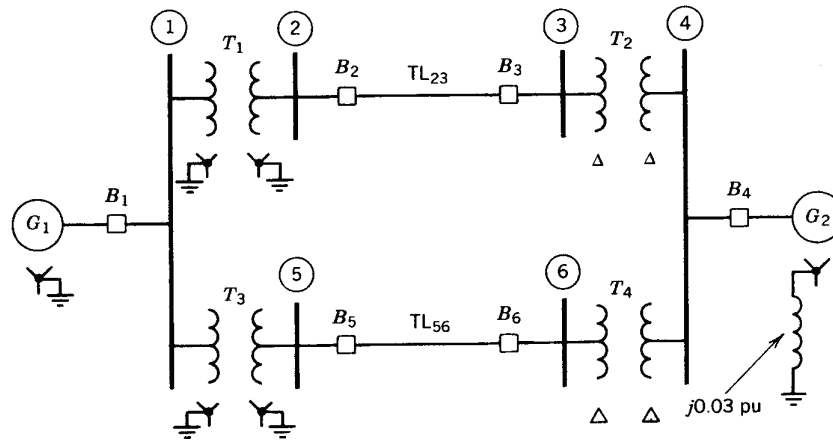 1
T₁
2
B₂
TL₂₃
B₃
3
T₂
4
Δ
Δ
G₁
B₁
B₄
G₂
T₃
5
B₅
TL₅₆
B₆
6
T₄
j0.03 pu
Δ
Δ